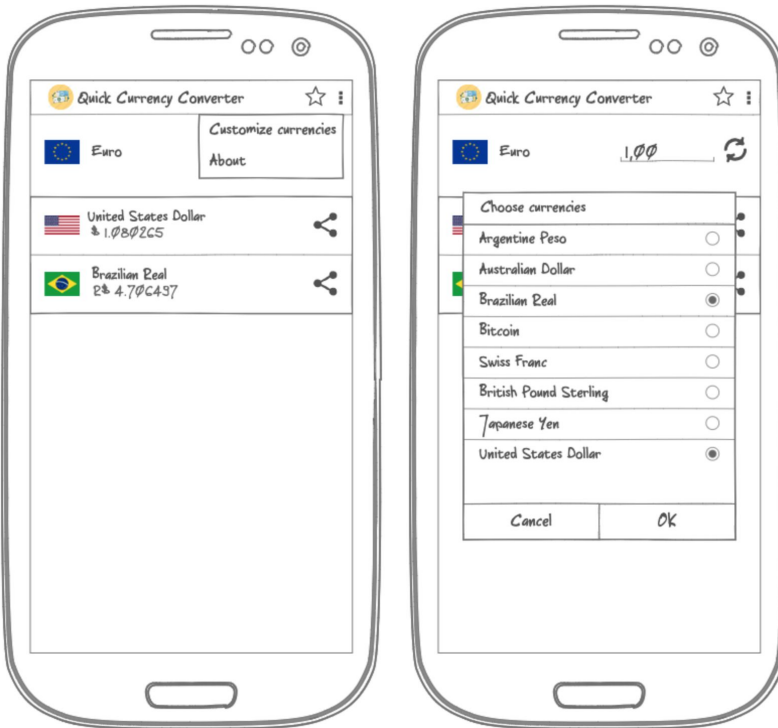 Quick Currency Converter
Customize currencies
Euro
About
United States Dollar
$ 1.080265
Brazilian Real
R$ 4.706437
Quick Currency Converter
Euro 1,00
Choose currencies
Argentine Peso
Australian Dollar
Brazilian Real
Bitcoin
Swiss Franc
British Pound Sterling
Japanese Yen
United States Dollar
Cancel OK